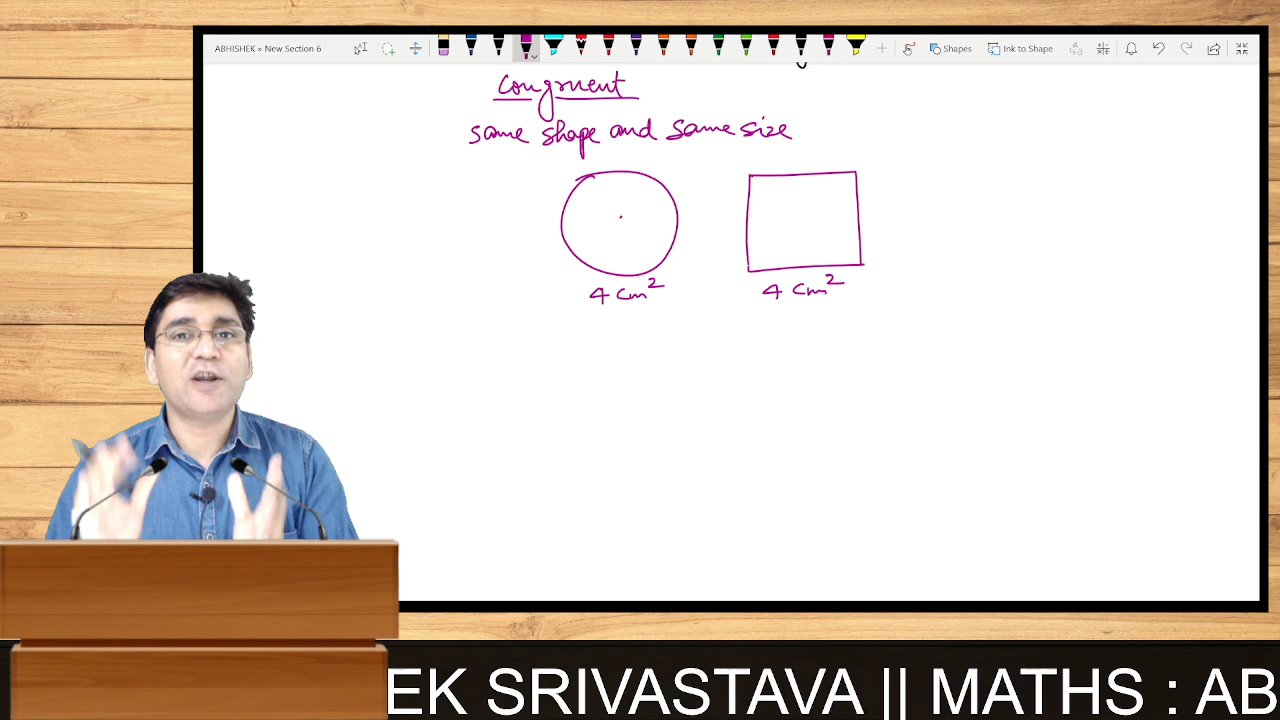 ABHISHEK » New Section 6
Shapes
Ink to Shape
Congruent
same shape and same size
4 cm²
4 cm²
EK SRIVASTAVA || MATHS : AB